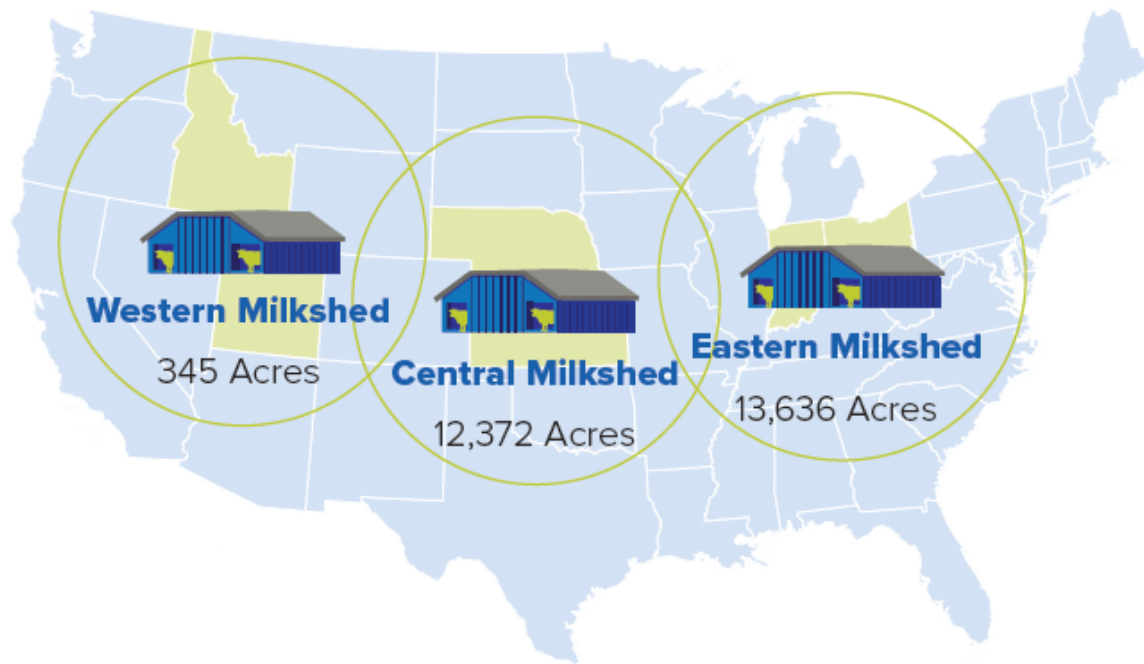 Western Milkshed
345 Acres
Central Milkshed
12,372 Acres
Eastern Milkshed
13,636 Acres